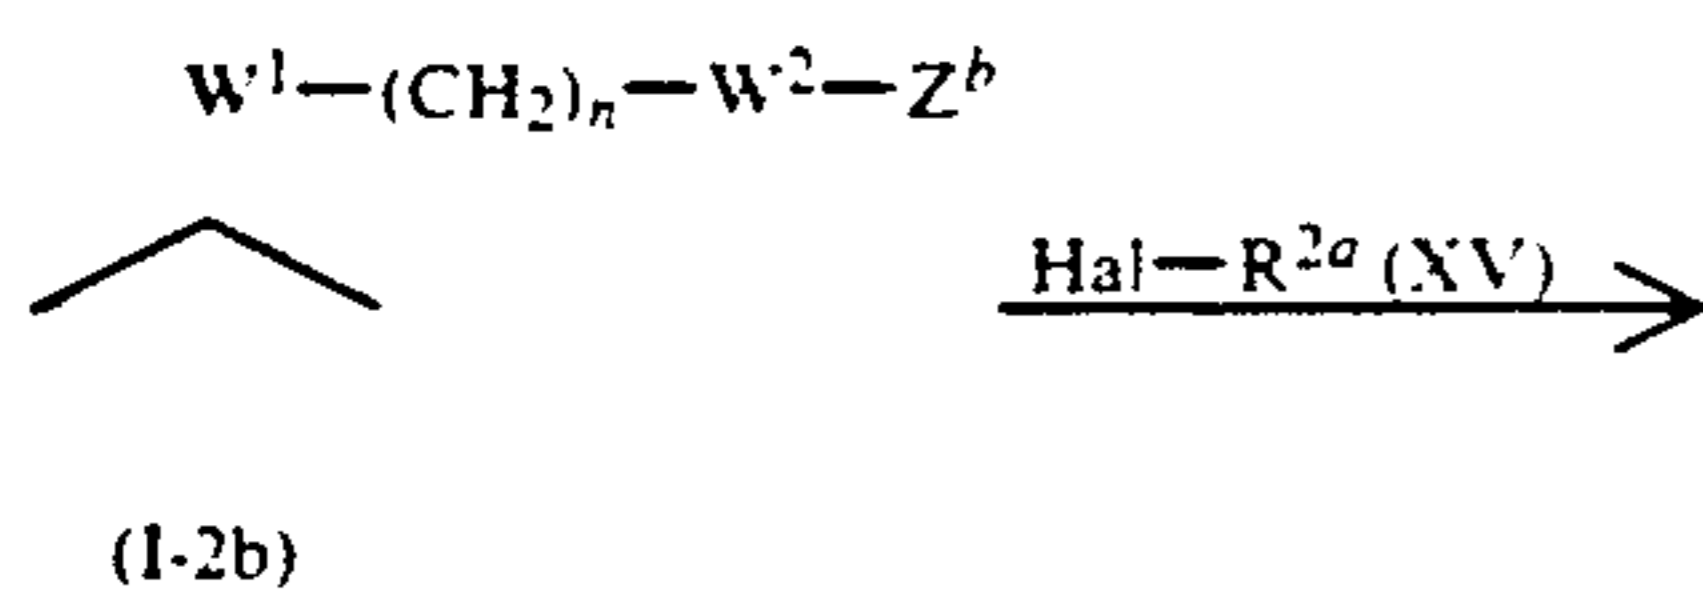 W¹—(CH₂)ₙ—W²—Zᵇ
Hal—R²ᵃ (XV)
(I-2b)